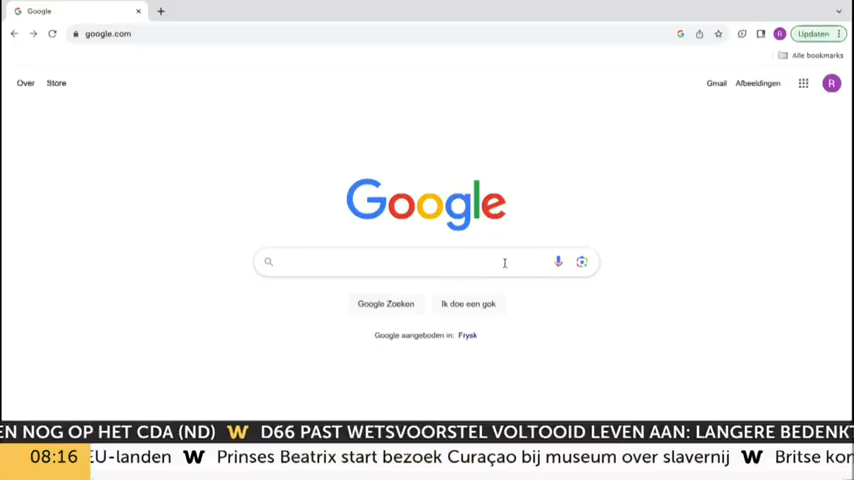 Google
google.com
R
Updaten
Alle bookmarks
Over Store
Gmail Afbeeldingen
R
Google
Google Zoeken Ik doe een gok
Google aangeboden in: Frysk
EN NOG OP HET CDA (ND) W D66 PAST WETSVOORSTEL VOLTOOID LEVEN AAN: LANGERE BEDENKT
08:16 EU-landen W Prinses Beatrix start bezoek Curaçao bij museum over slavernij W Britse kon